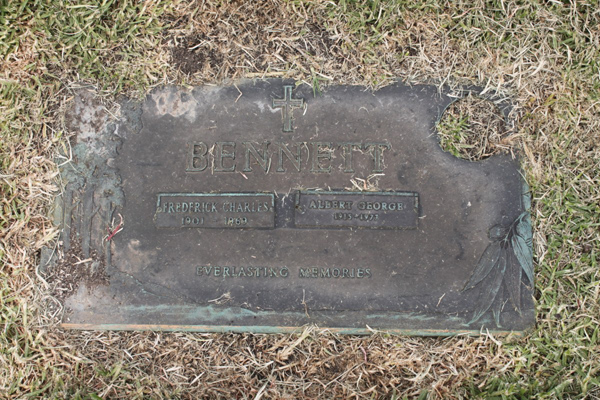 BENNETT
FREDERICK CHARLES
ALBERT GEORGE
EVERLASTING MEMORIES